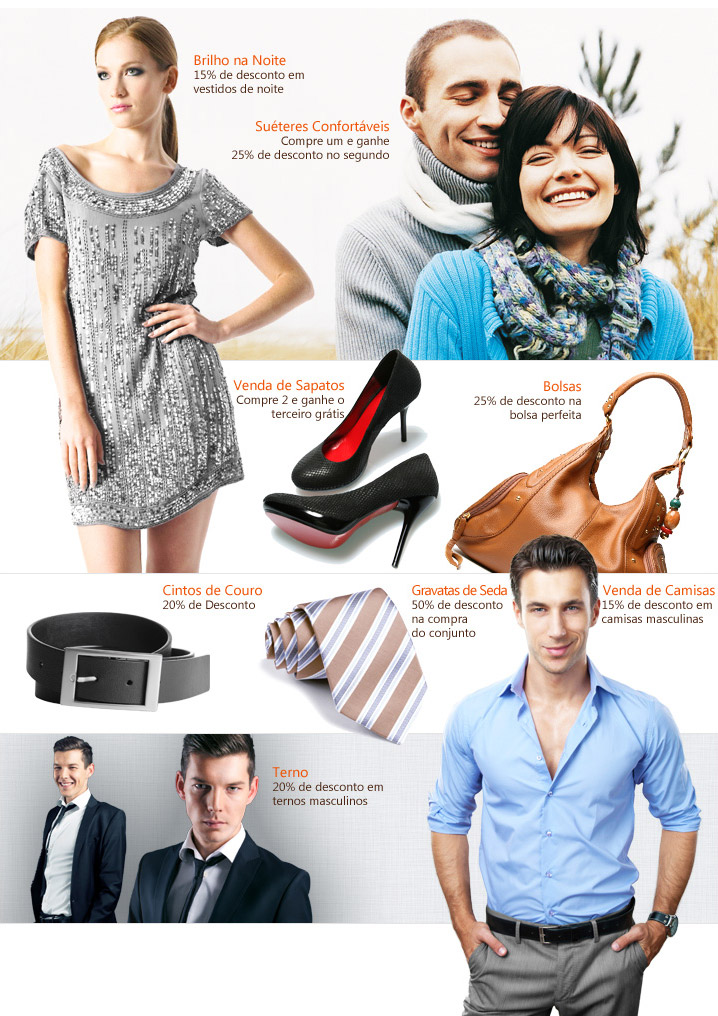 Brilho na Noite
15% de desconto em
vestidos de noite
Suéteres Confortáveis
Compre um e ganhe
25% de desconto no segundo
Venda de Sapatos
Compre 2 e ganhe o
terceiro grátis
Bolsas
25% de desconto na
bolsa perfeita
Cintos de Couro
20% de Desconto
Gravatas de Seda
50% de desconto
na compra
do conjunto
Venda de Camisas
15% de desconto em
camisas masculinas
Terno
20% de desconto em
ternos masculinos